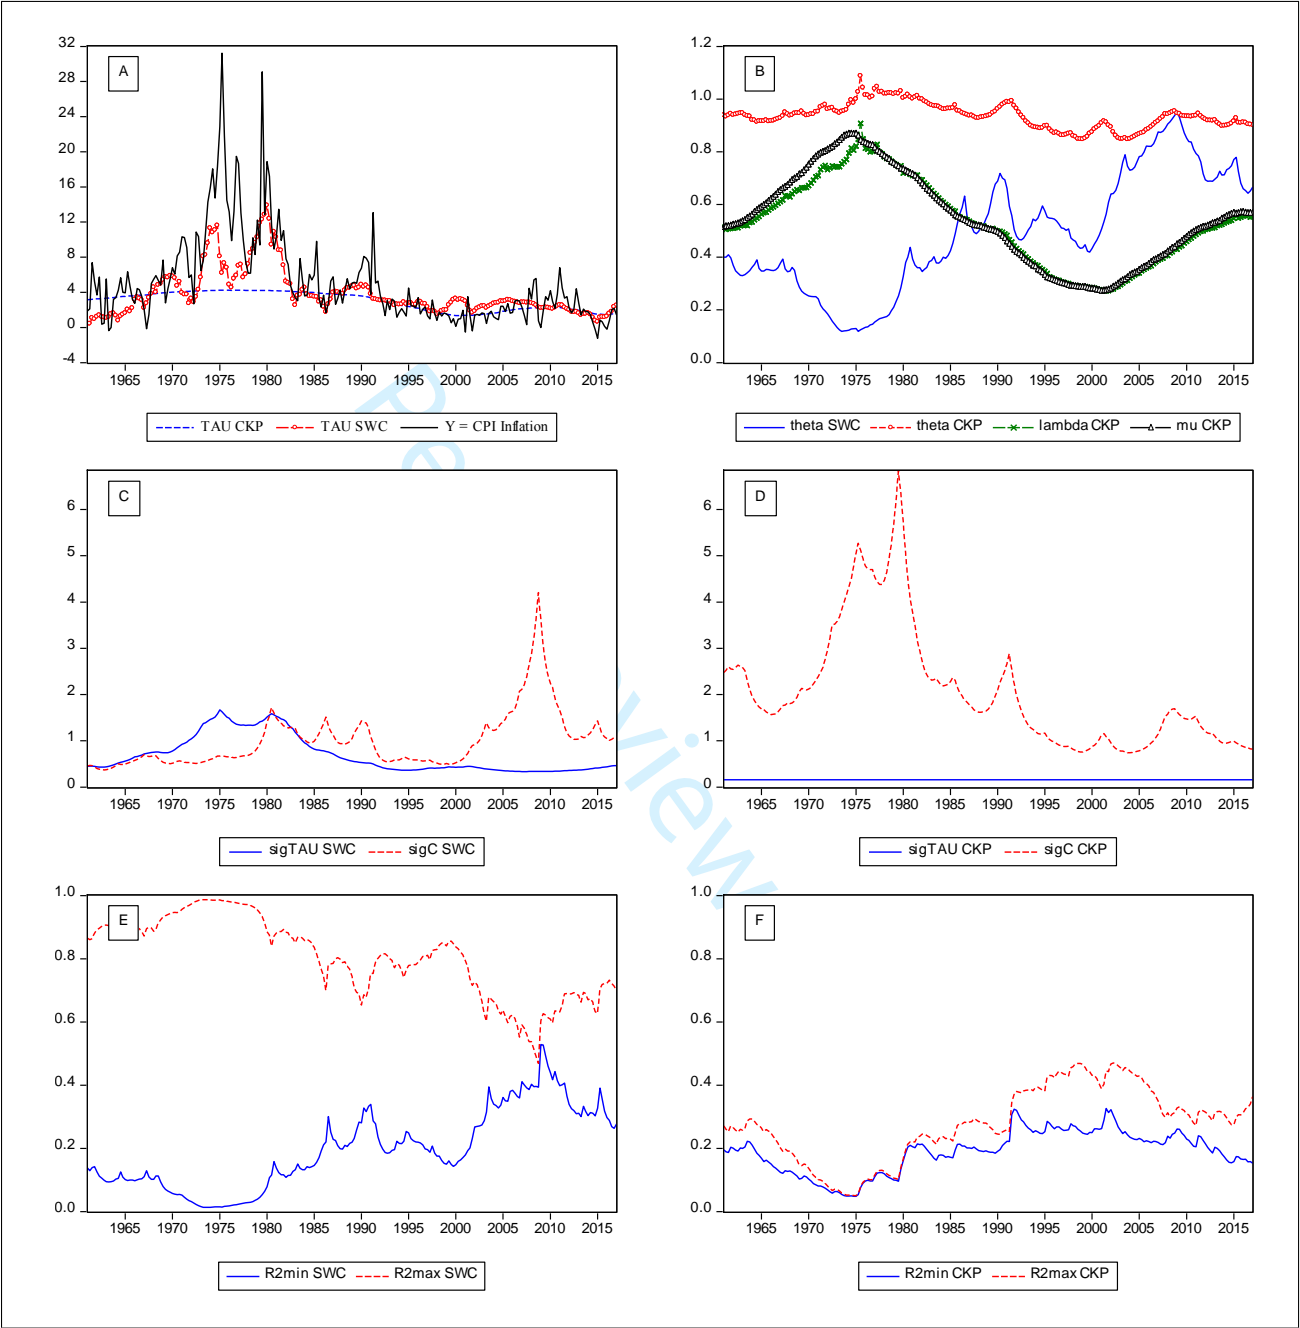 A
32
28
24
20
16
12
8
4
0
-4
1965 1970 1975 1980 1985 1990 1995 2000 2005 2010 2015
TAU CKP TAU SWC Y = CPI Inflation
B
1.2
1.0
0.8
0.6
0.4
0.2
0.0
1965 1970 1975 1980 1985 1990 1995 2000 2005 2010 2015
theta SWC theta CKP lambda CKP mu CKP
C
6
5
4
3
2
1
0
1965 1970 1975 1980 1985 1990 1995 2000 2005 2010 2015
sigTAU SWC sigC SWC
D
6
5
4
3
2
1
0
1965 1970 1975 1980 1985 1990 1995 2000 2005 2010 2015
sigTAU CKP sigC CKP
E
1.0
0.8
0.6
0.4
0.2
0.0
1965 1970 1975 1980 1985 1990 1995 2000 2005 2010 2015
R2min SWC R2max SWC
F
1.0
0.8
0.6
0.4
0.2
0.0
1965 1970 1975 1980 1985 1990 1995 2000 2005 2010 2015
R2min CKP R2max CKP